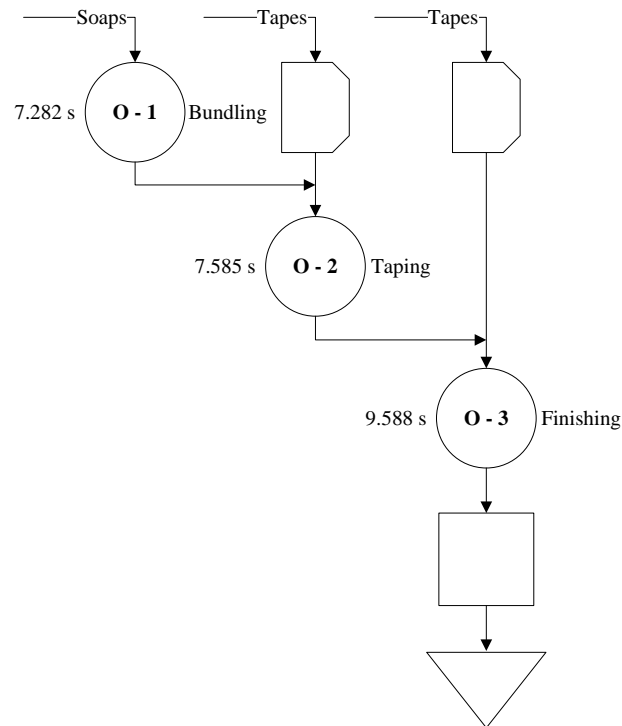 Soaps
Tapes
Tapes
7.282 s
O - 1
Bundling
7.585 s
O - 2
Taping
9.588 s
O - 3
Finishing